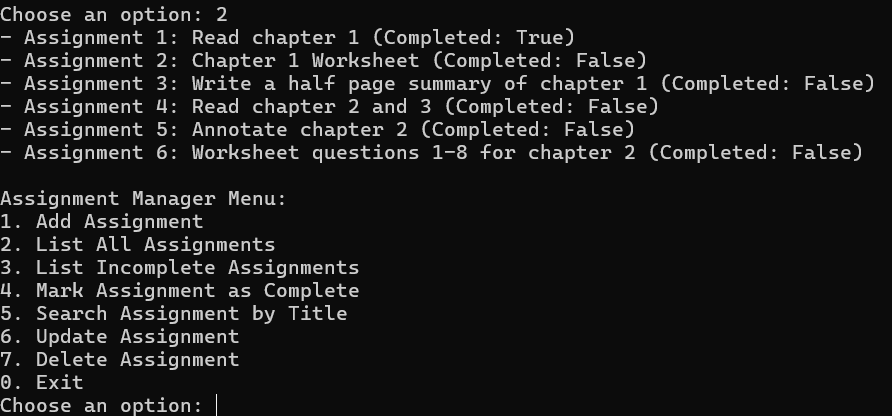 Choose an option: 2
- Assignment 1: Read chapter 1 (Completed: True)
- Assignment 2: Chapter 1 Worksheet (Completed: False)
- Assignment 3: Write a half page summary of chapter 1 (Completed: False)
- Assignment 4: Read chapter 2 and 3 (Completed: False)
- Assignment 5: Annotate chapter 2 (Completed: False)
- Assignment 6: Worksheet questions 1-8 for chapter 2 (Completed: False)

Assignment Manager Menu:
1. Add Assignment
2. List All Assignments
3. List Incomplete Assignments
4. Mark Assignment as Complete
5. Search Assignment by Title
6. Update Assignment
7. Delete Assignment
0. Exit
Choose an option: